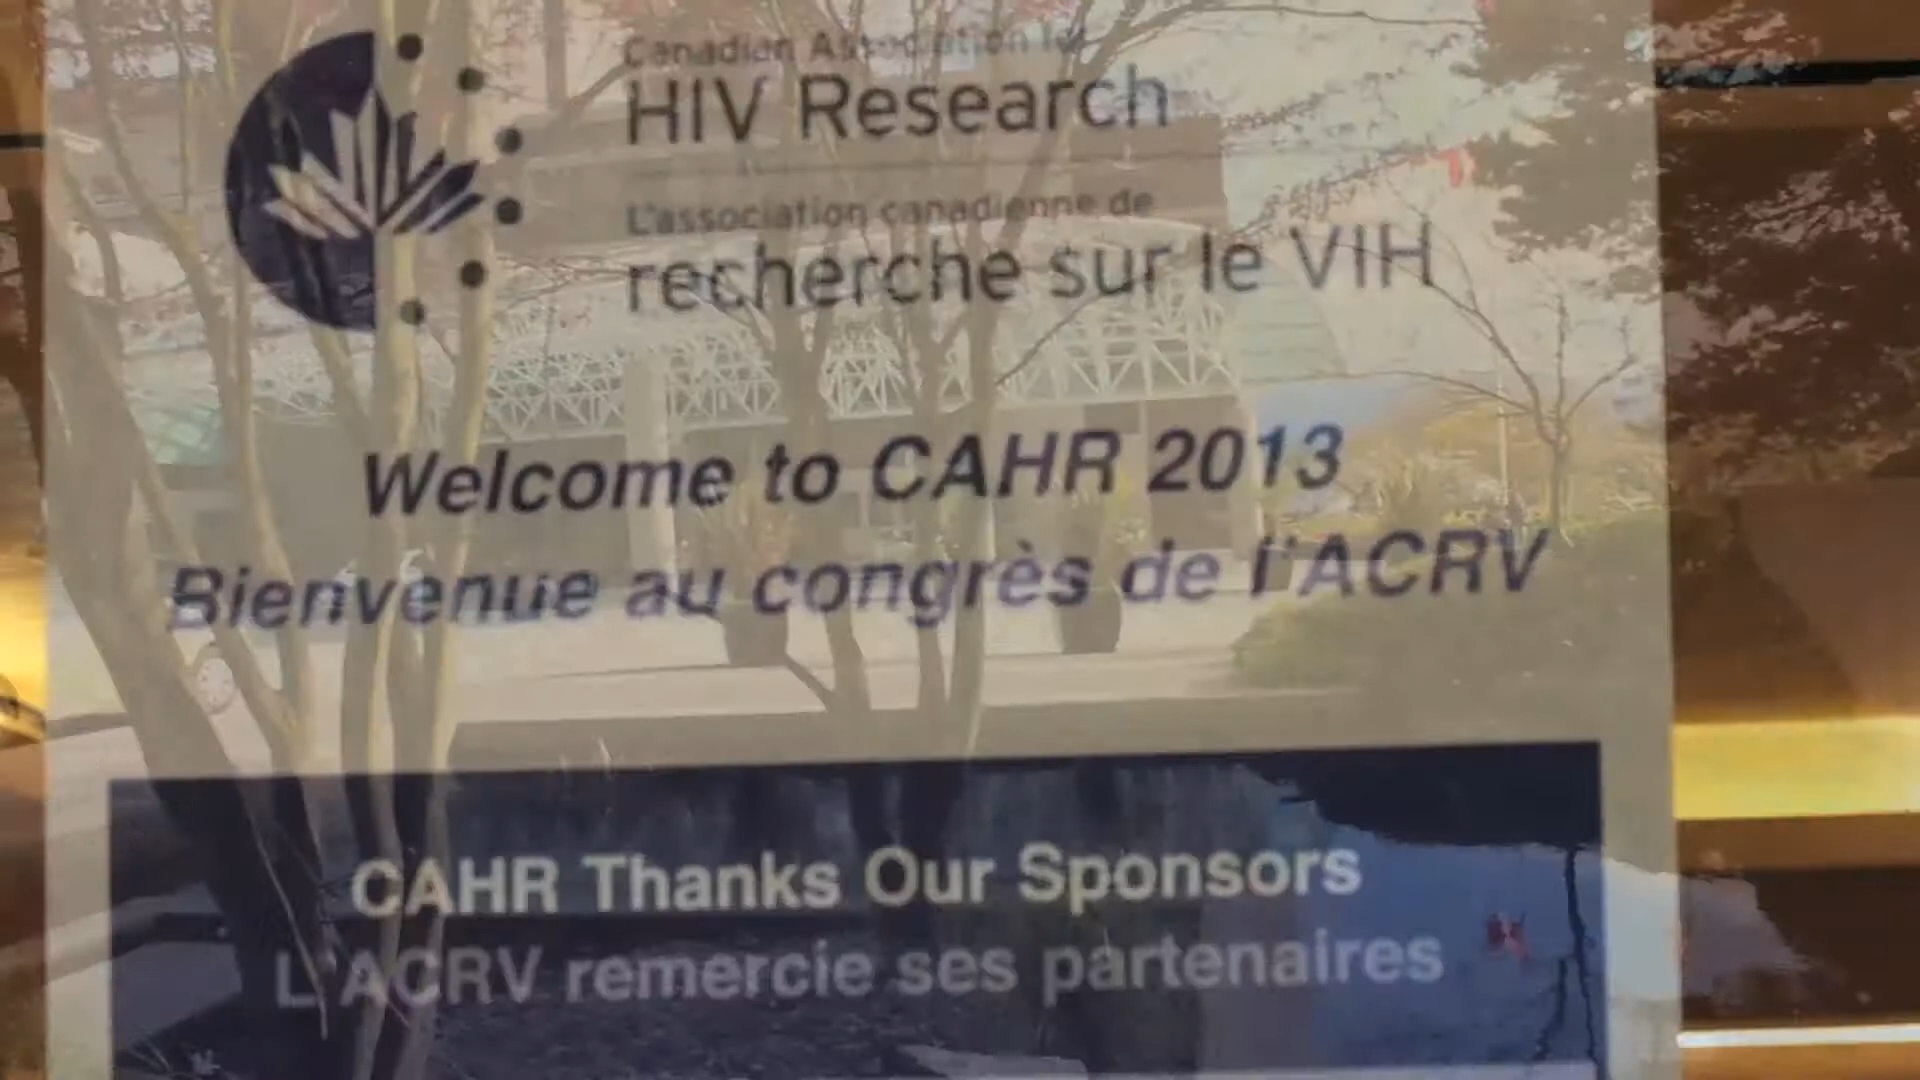 Canadian Association for
HIV Research
L'association canadienne de
recherche sur le VIH
Welcome to CAHR 2013
Bienvenue au congrès de l'ACRV
CAHR Thanks Our Sponsors
L'ACRV remercie ses partenaires